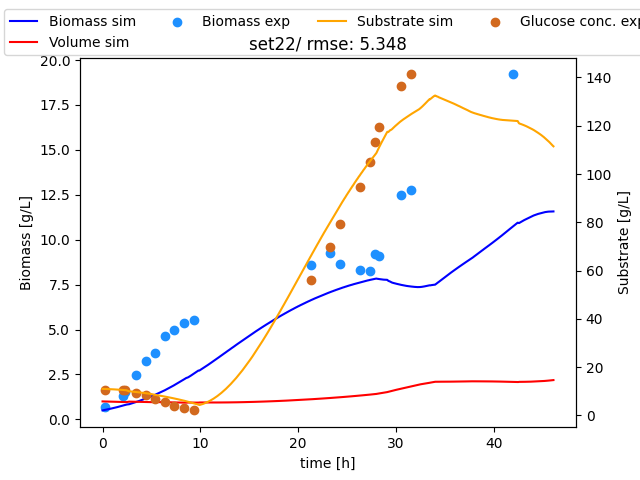 Biomass sim
Biomass exp
Substrate sim
Glucose conc. exp
Volume sim
set22/ rmse: 5.348
20.0
17.5
15.0
12.5
10.0
7.5
5.0
2.5
0.0
Biomass [g/L]
140
120
100
80
60
40
20
0
Substrate [g/L]
0
10
20
30
40
time [h]